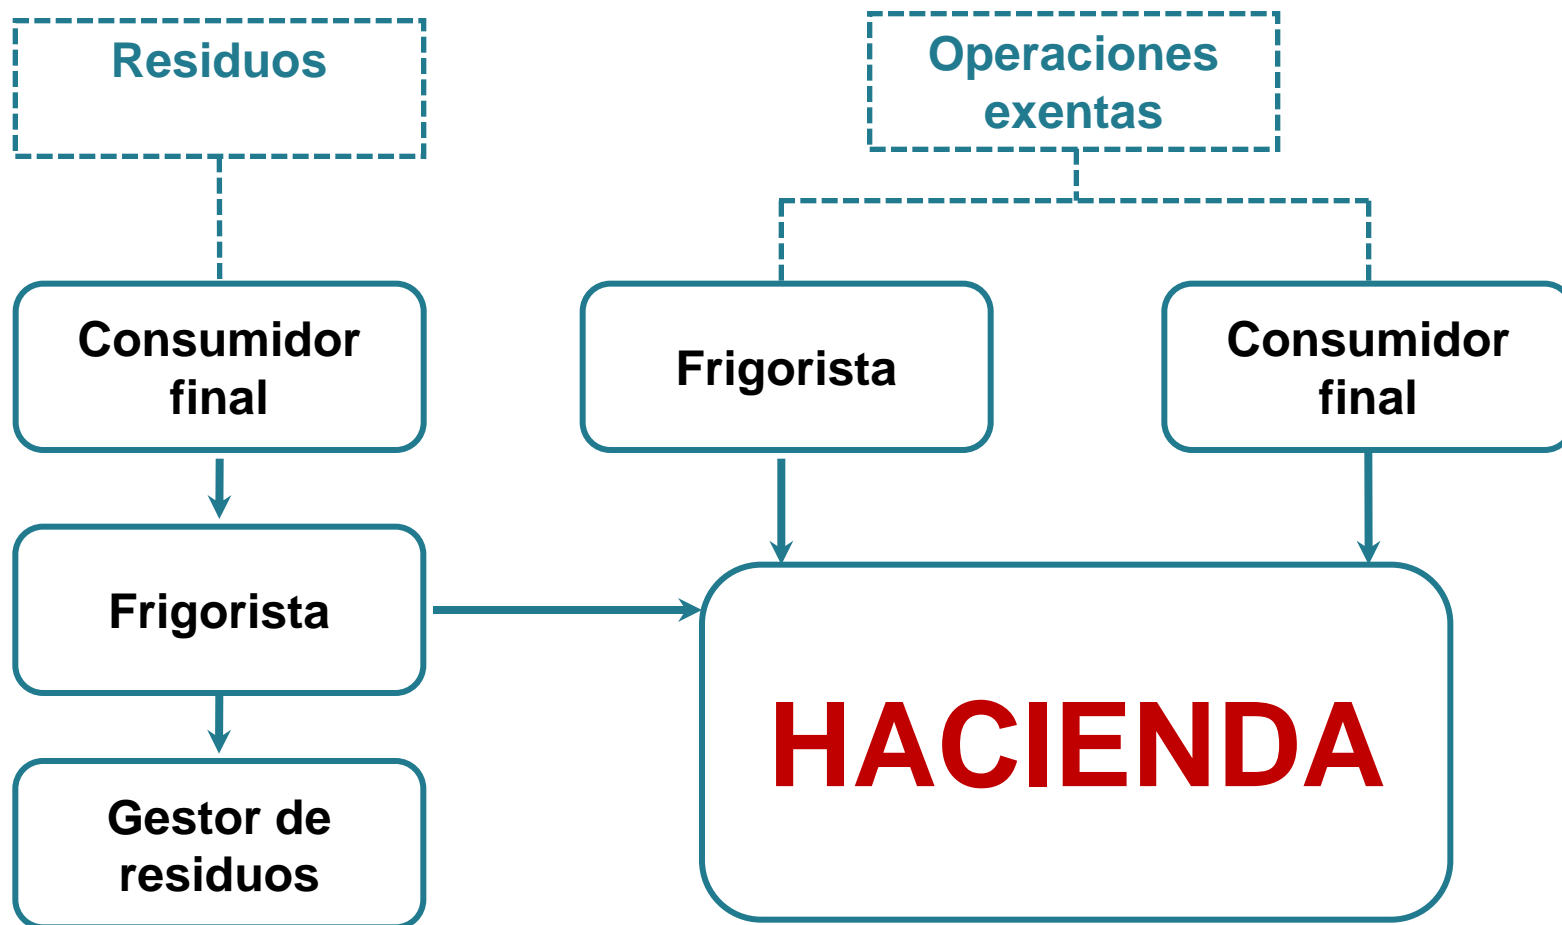 Residuos
Operaciones
exentas
Consumidor
final
Frigorista
Consumidor
final
Frigorista
HACIENDA
Gestor de
residuos